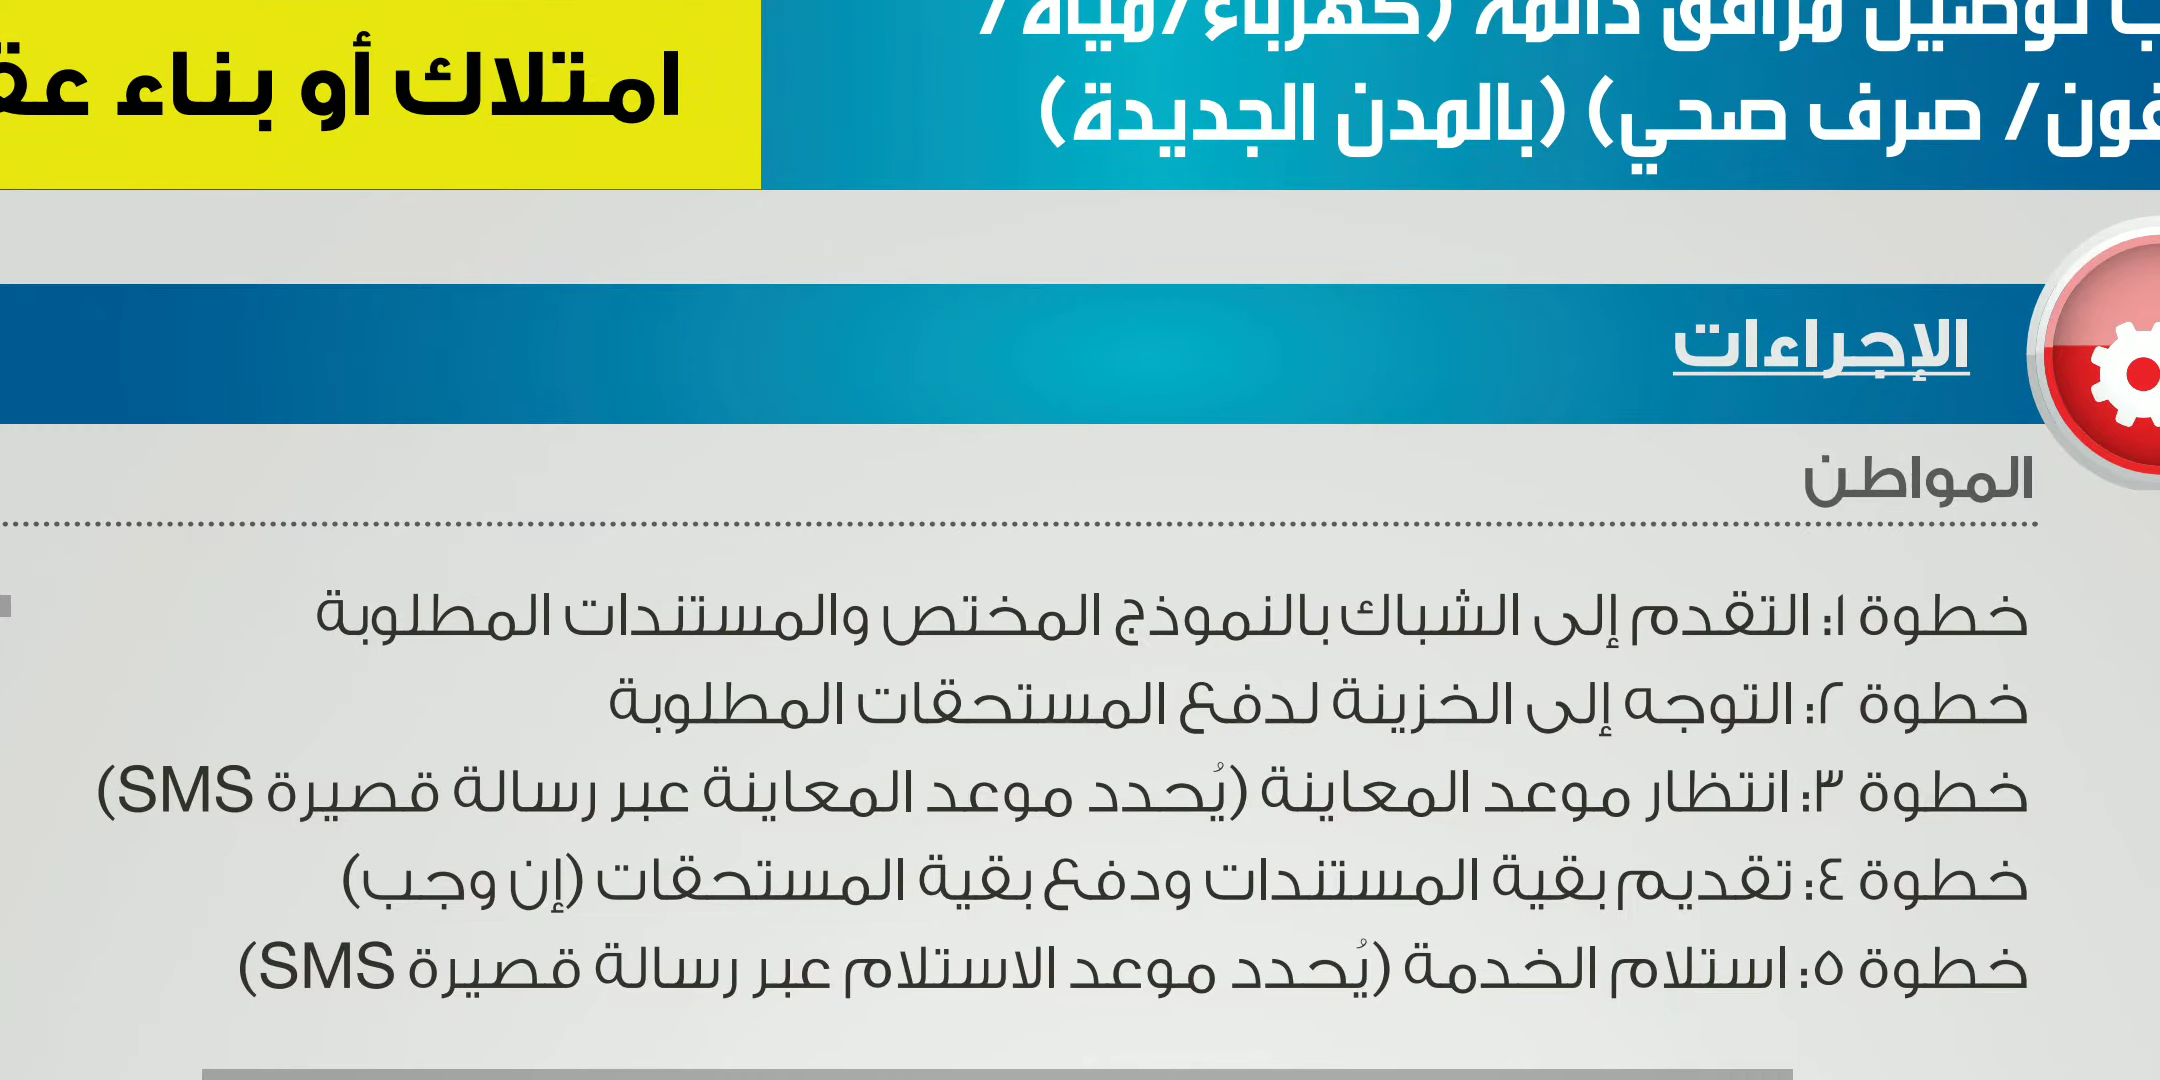 توصيل مرافق دائمة (كهرباء/مياه/
صرف صحي) (بالمدن الجديدة)
امتلاك أو بناء
الإجراءات
المواطن
خطوة ١: التقدم إلى الشباك بالنموذج المختص والمستندات المطلوبة
خطوة ٢: التوجه إلى الخزينة لدفع المستحقات المطلوبة
خطوة ٣: انتظار موعد المعاينة (يُحدد موعد المعاينة عبر رسالة قصيرة SMS)
خطوة ٤: تقديم بقية المستندات ودفع بقية المستحقات (إن وجب)
خطوة ٥: استلام الخدمة (يُحدد موعد الاستلام عبر رسالة قصيرة SMS)